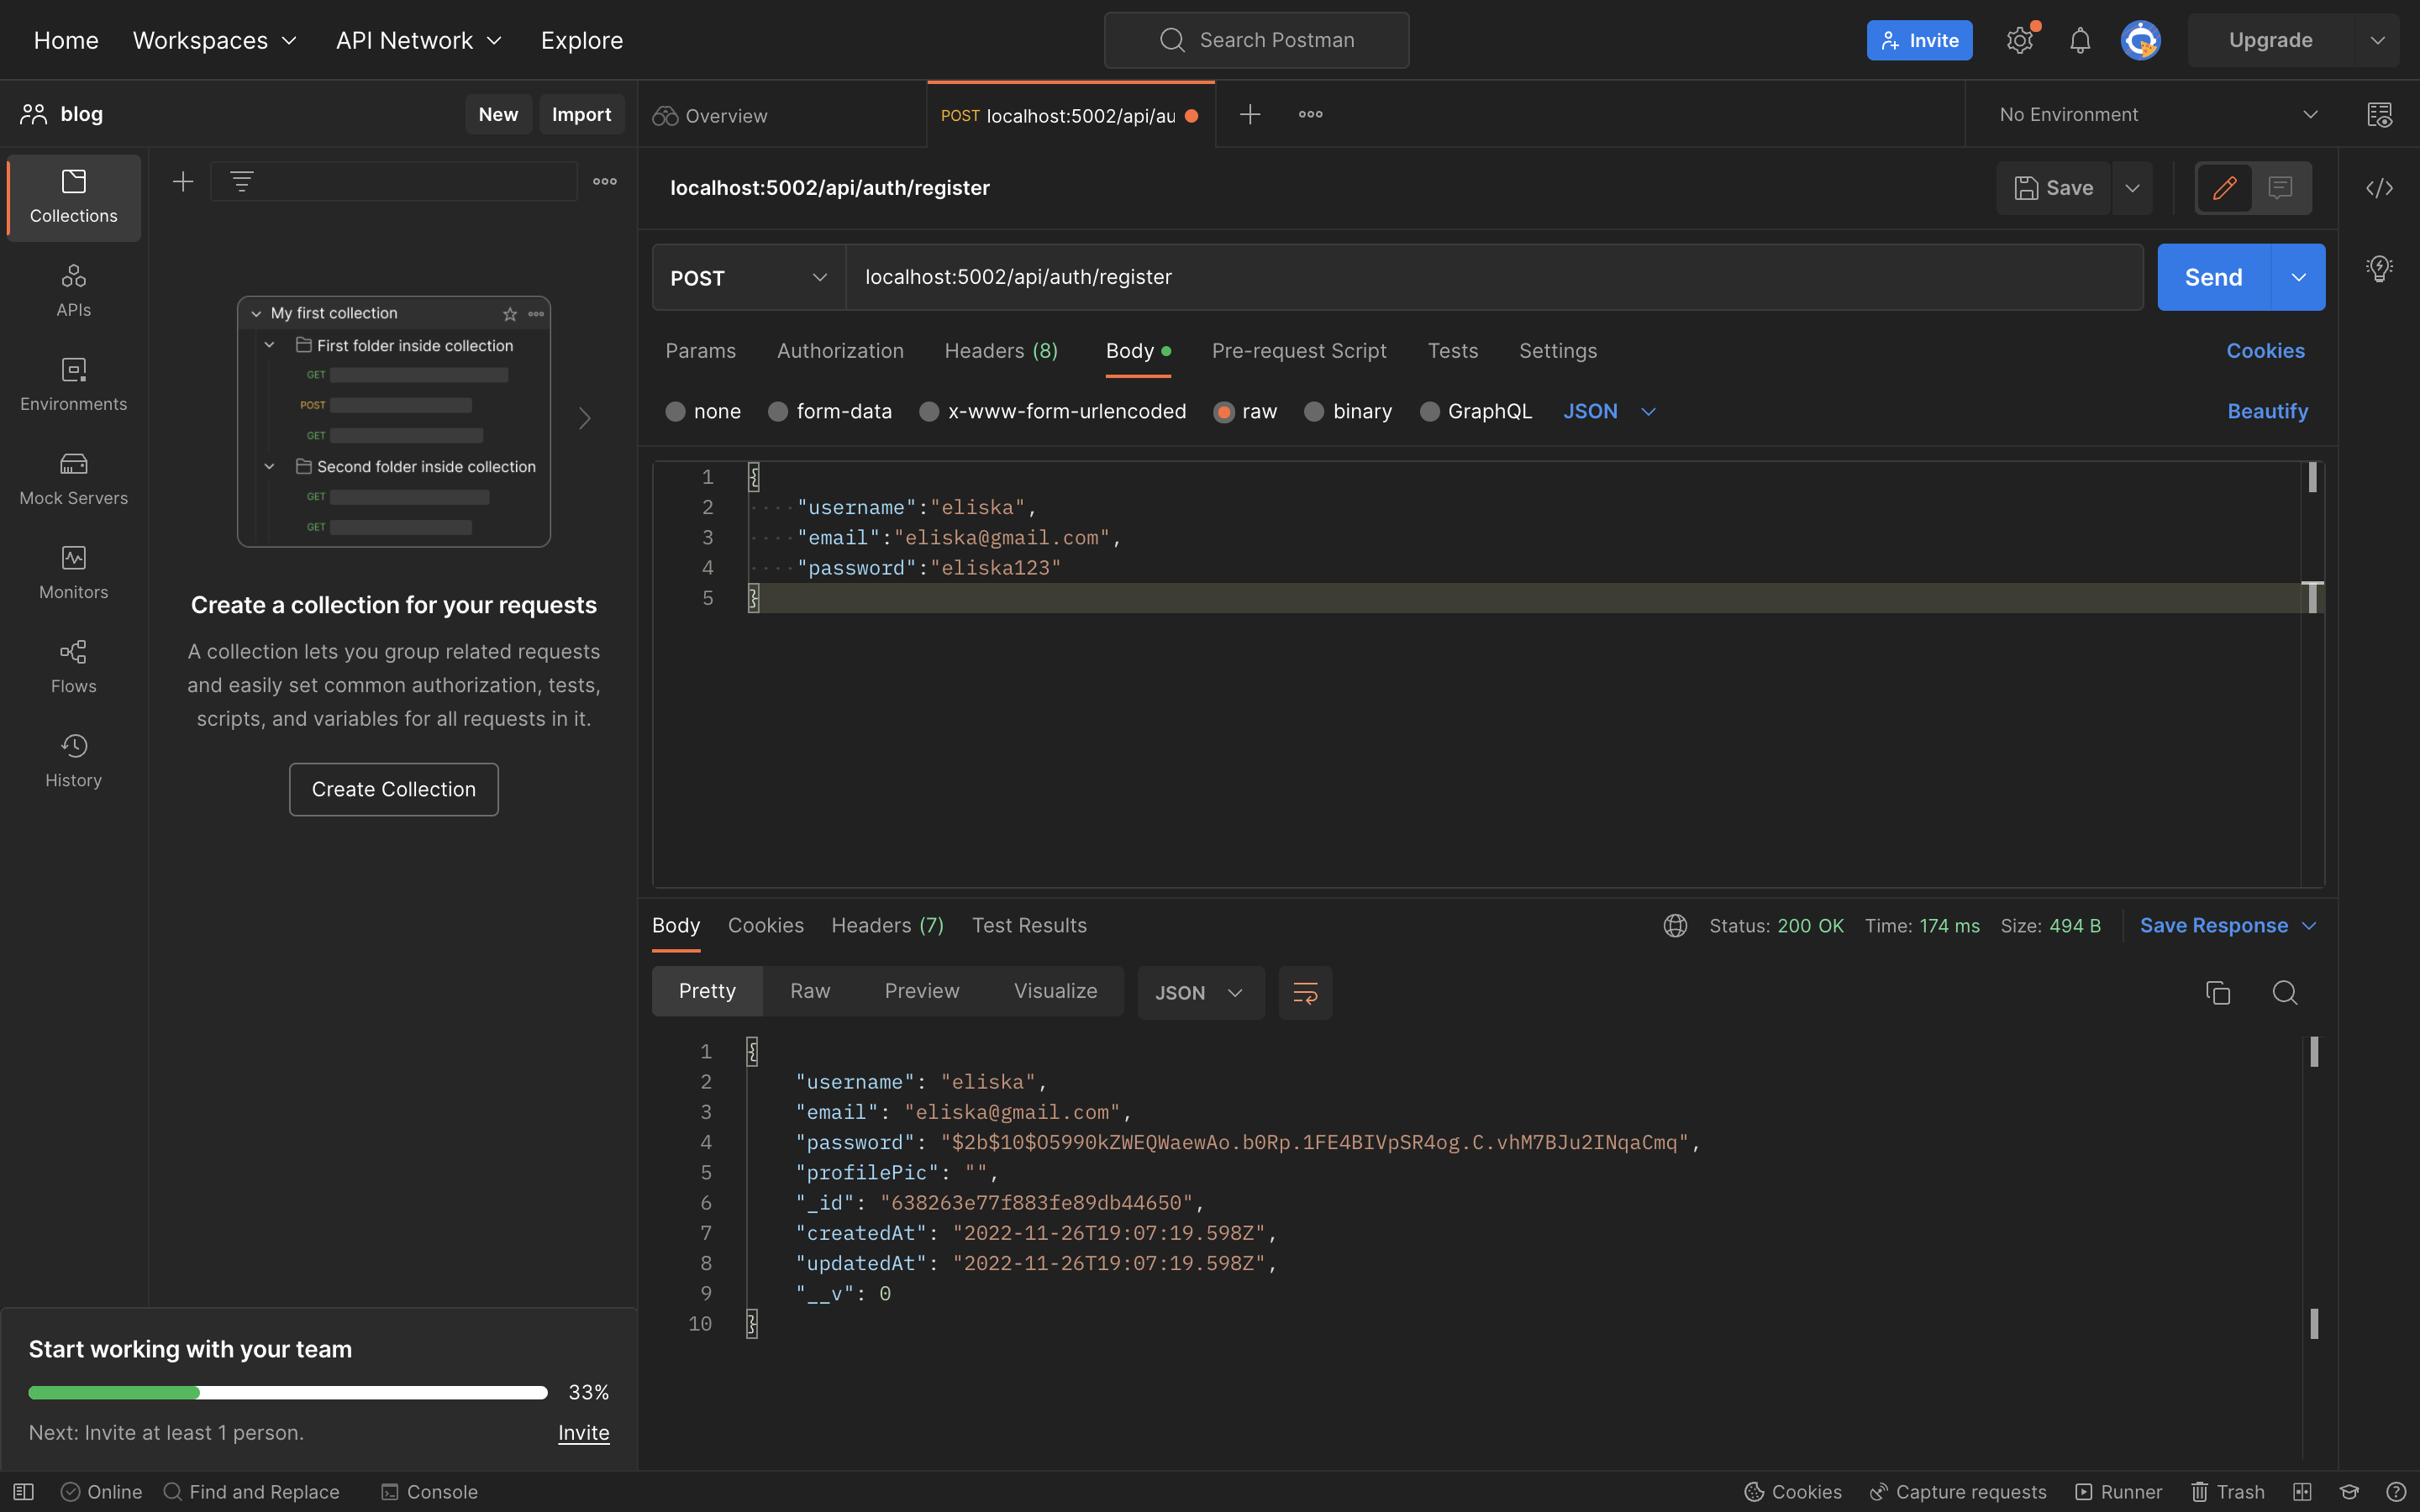 Home Workspaces API Network Explore Search Postman Invite Upgrade
blog New Import Overview POST localhost:5002/api/au No Environment
Collections
APIs
Environments
Mock Servers
Monitors
Flows
History
My first collection
First folder inside collection
GET
POST
GET
Second folder inside collection
GET
GET
Create a collection for your requests
A collection lets you group related requests
and easily set common authorization, tests,
scripts, and variables for all requests in it.
Create Collection
Start working with your team
33%
Next: Invite at least 1 person. Invite
localhost:5002/api/auth/register Save
POST localhost:5002/api/auth/register Send
Params Authorization Headers (8) Body Pre-request Script Tests Settings Cookies
none form-data x-www-form-urlencoded raw binary GraphQL JSON Beautify
1 {
2 ····"username":"eliska",
3 ····"email":"eliska@gmail.com",
4 ····"password":"eliska123"
5 }
Body Cookies Headers (7) Test Results Status: 200 OK Time: 174 ms Size: 494 B Save Response
Pretty Raw Preview Visualize JSON
1 {
2 "username": "eliska",
3 "email": "eliska@gmail.com",
4 "password": "$2b$10$O5990kZWEQWaewAo.b0Rp.1FE4BIVpSR4og.C.vhM7BJu2INqaCmq",
5 "profilePic": "",
6 "_id": "638263e77f883fe89db44650",
7 "createdAt": "2022-11-26T19:07:19.598Z",
8 "updatedAt": "2022-11-26T19:07:19.598Z",
9 "__v": 0
10 }
Online Find and Replace Console Cookies Capture requests Runner Trash